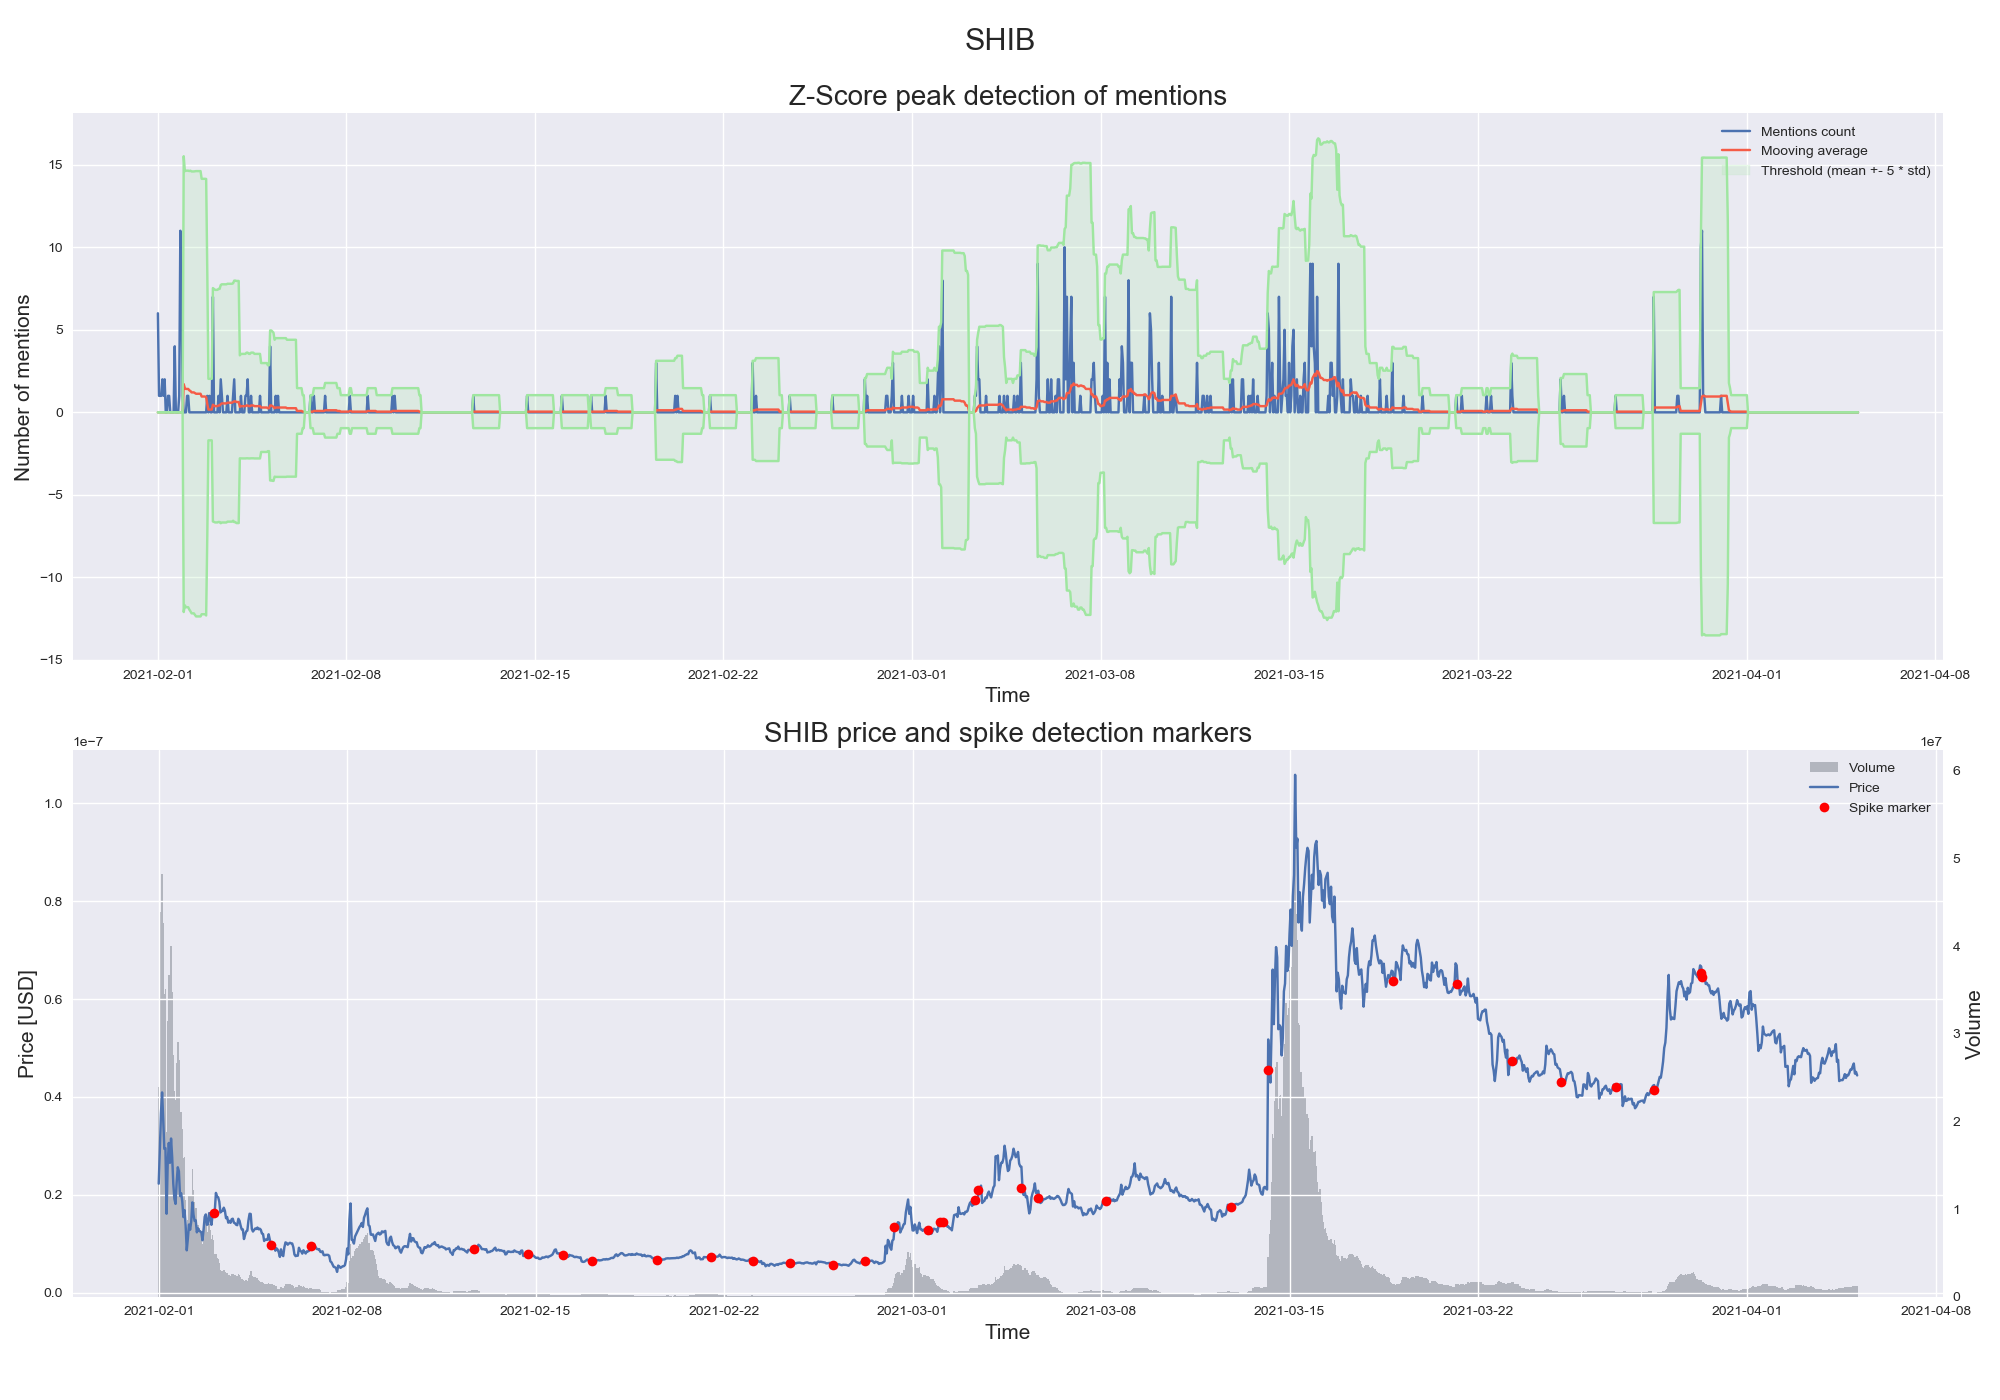 SHIB
Z-Score peak detection of mentions
Mentions count
Mooving average
Threshold (mean +- 5 * std)
Number of mentions
15
10
5
0
−5
−10
−15
2021-02-01 2021-02-08 2021-02-15 2021-02-22 2021-03-01 2021-03-08 2021-03-15 2021-03-22 2021-04-01 2021-04-08
Time
SHIB price and spike detection markers
1e−7
1e7
Volume
Price
Spike marker
Price [USD]
1.0
0.8
0.6
0.4
0.2
0.0
6
5
4
3
2
1
0
Volume
2021-02-01 2021-02-08 2021-02-15 2021-02-22 2021-03-01 2021-03-08 2021-03-15 2021-03-22 2021-04-01 2021-04-08
Time